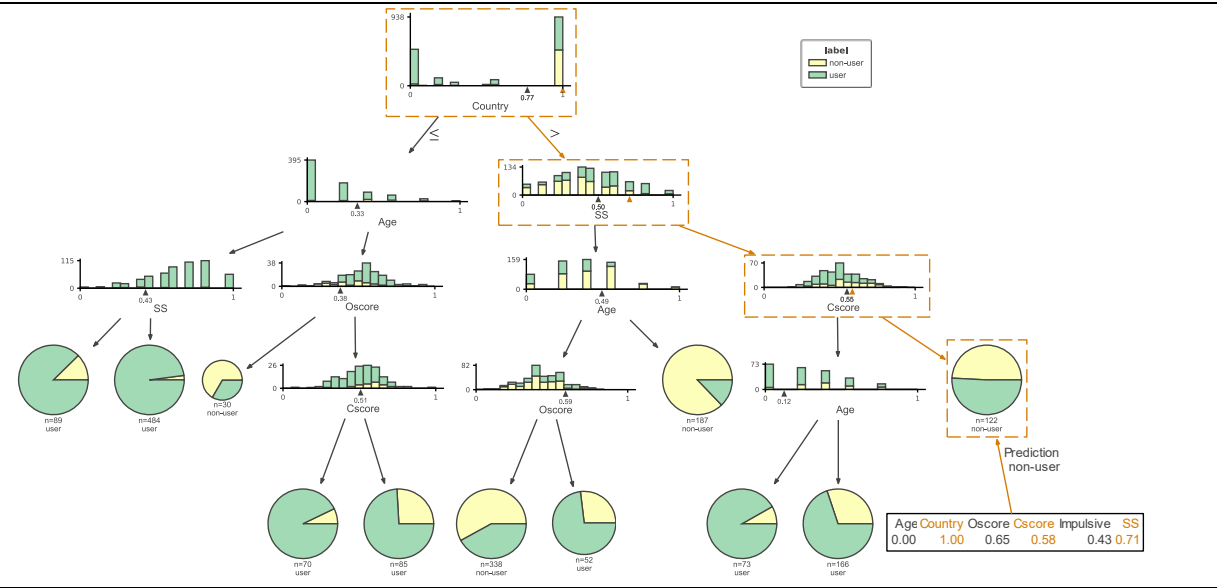 938
0
0
0.77
1
Country
label
non-user
user
≤
>
395
0
0
0.33
1
Age
134
0
0
0.50
1
SS
115
0
0
0.43
1
SS
38
0
0
0.38
1
Oscore
159
0
0
0.49
1
Age
70
0
0
0.55
1
Cscore
n=89
user
n=484
user
n=30
non-user
26
0
0
0.51
1
Cscore
82
0
0
0.59
1
Oscore
n=187
non-user
73
0
0
0.12
1
Age
n=122
non-user
Prediction
non-user
n=70
user
n=85
user
n=338
non-user
n=52
user
n=73
user
n=166
user
Age Country Oscore Cscore Impulsive SS
0.00 1.00 0.65 0.58 0.43 0.71